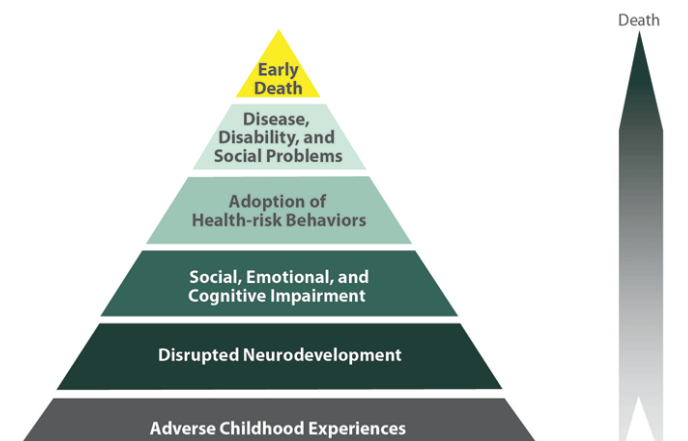 Death
Early
Death
Disease,
Disability, and
Social Problems
Adoption of
Health-risk Behaviors
Social, Emotional, and
Cognitive Impairment
Disrupted Neurodevelopment
Adverse Childhood Experiences